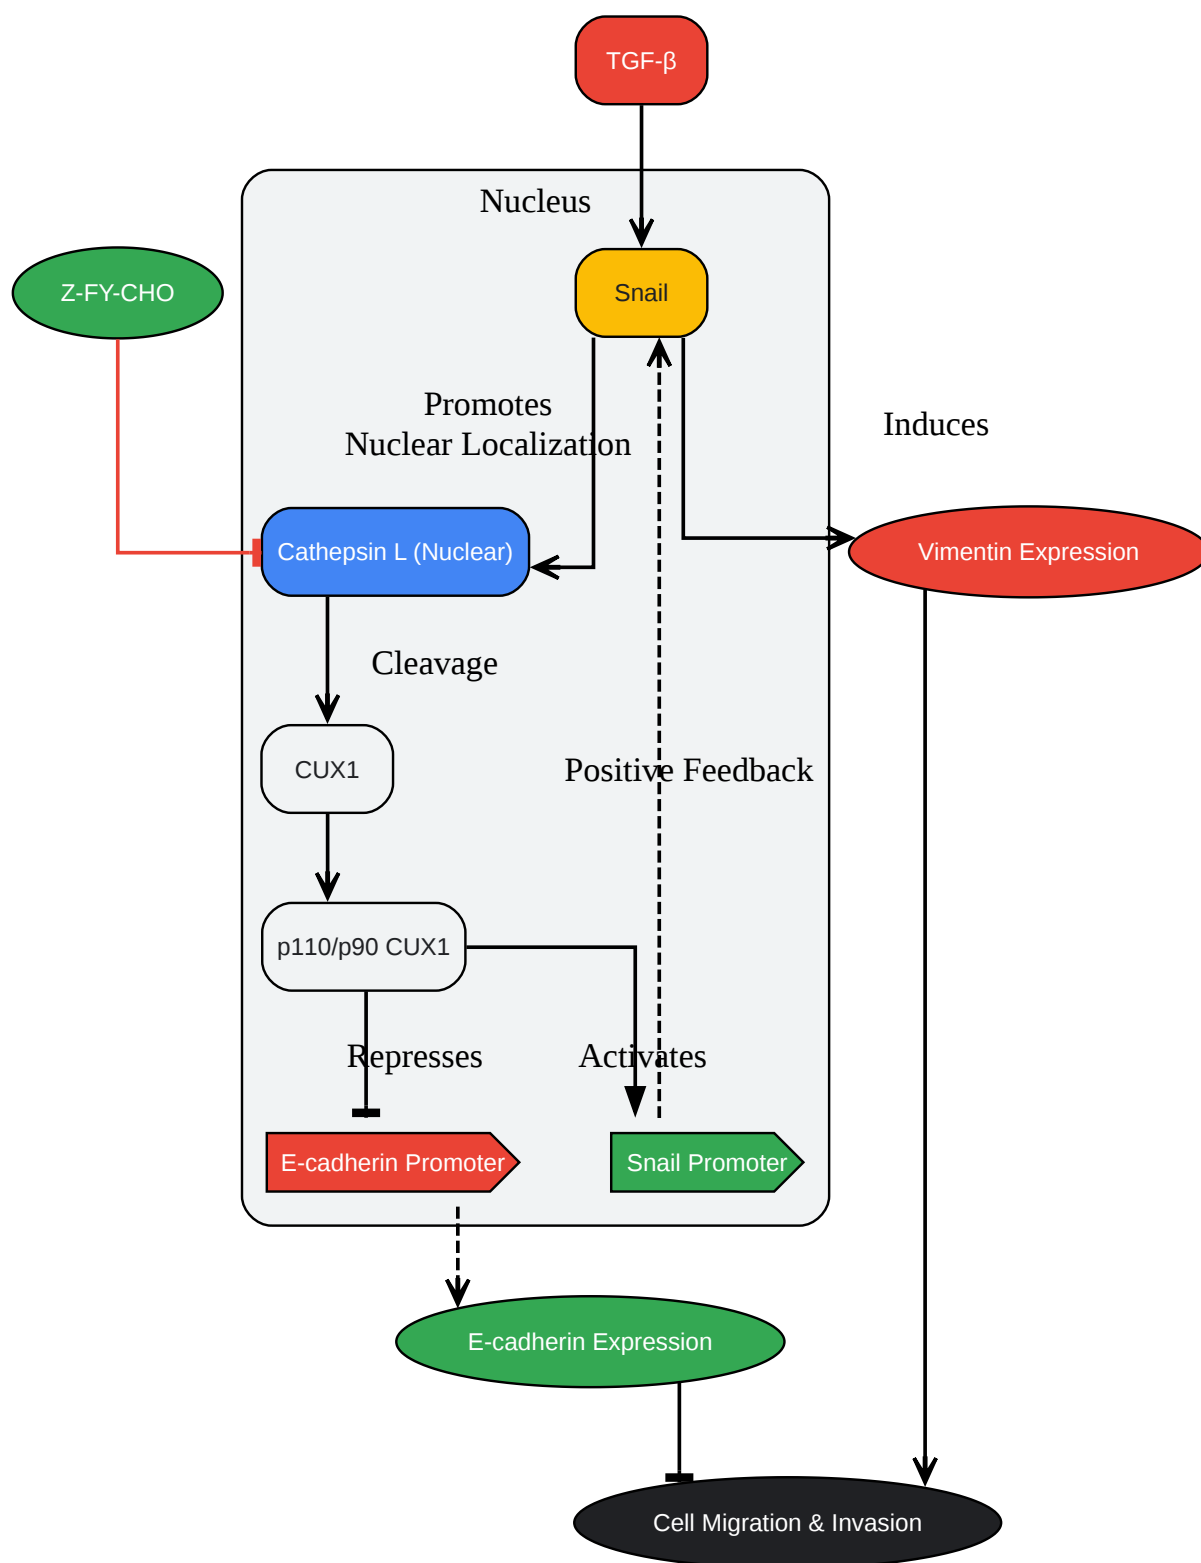 TGF-β
Nucleus
Z-FY-CHO
Snail
Promotes
Nuclear Localization
Induces
Cathepsin L (Nuclear)
Vimentin Expression
Cleavage
CUX1
Positive Feedback
p110/p90 CUX1
Represses
Activates
E-cadherin Promoter
Snail Promoter
E-cadherin Expression
Cell Migration & Invasion